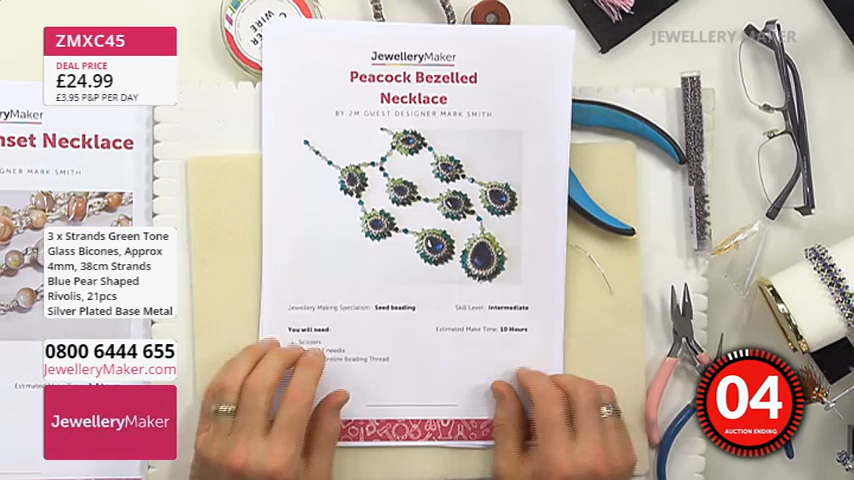 ZMXC45
DEAL PRICE
£24.99
£3.95 P&P PER DAY
WIRE
JewelleryMaker
Peacock Bezelled
Necklace
BY JM GUEST DESIGNER MARK SMITH
Jewellery Making Specialism: Seed beading
Skill Level: Intermediate
You will need:
Estimated Make Time: 10 Hours
Scissors
needle
Beading Thread
JEWELLERY MAKER
nset Necklace
NER MARK SMITH
3 x Strands Green Tone
Glass Bicones, Approx
4mm, 38cm Strands
Blue Pear Shaped
Rivolis, 21pcs
Silver Plated Base Metal
0800 6444 655
JewelleryMaker.com
JewelleryMaker
04
AUCTION ENDING